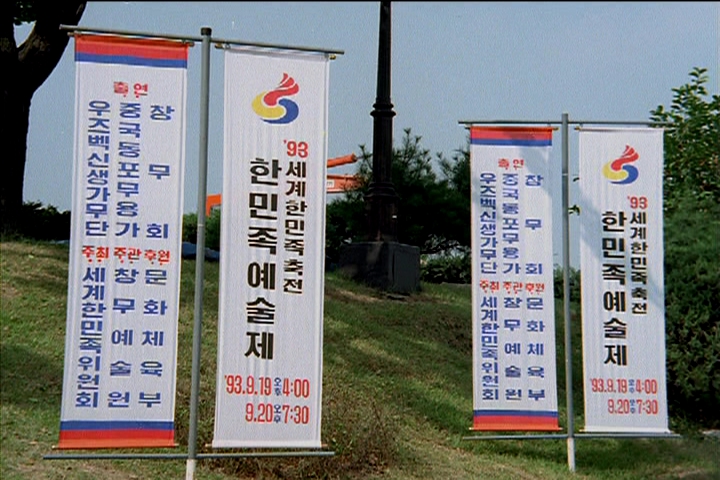 출연
창무회
중국동포무용가
우즈벡신생가무단
주최 주관 후원
세계한민족위원회
창무예술원
문화체육부
'93 세계한민족축전
한민족예술제
'93.9.19 오후 4:00
9.20 오후 7:30
출연
창무회
중국동포무용가
우즈벡신생가무단
주최 주관 후원
세계한민족위원회
창무예술원
문화체육부
'93 세계한민족축전
한민족예술제
'93.9.19 오후 4:00
9.20 오후 7:30